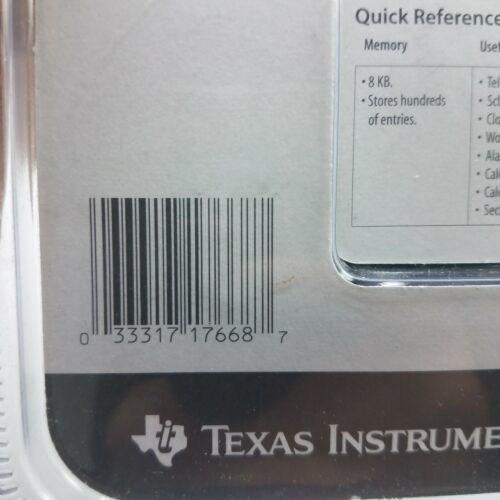 Quick Reference
Memory
• 8 KB.
• Stores hundreds
of entries.
0 33317 17668 7
TEXAS INSTRUME